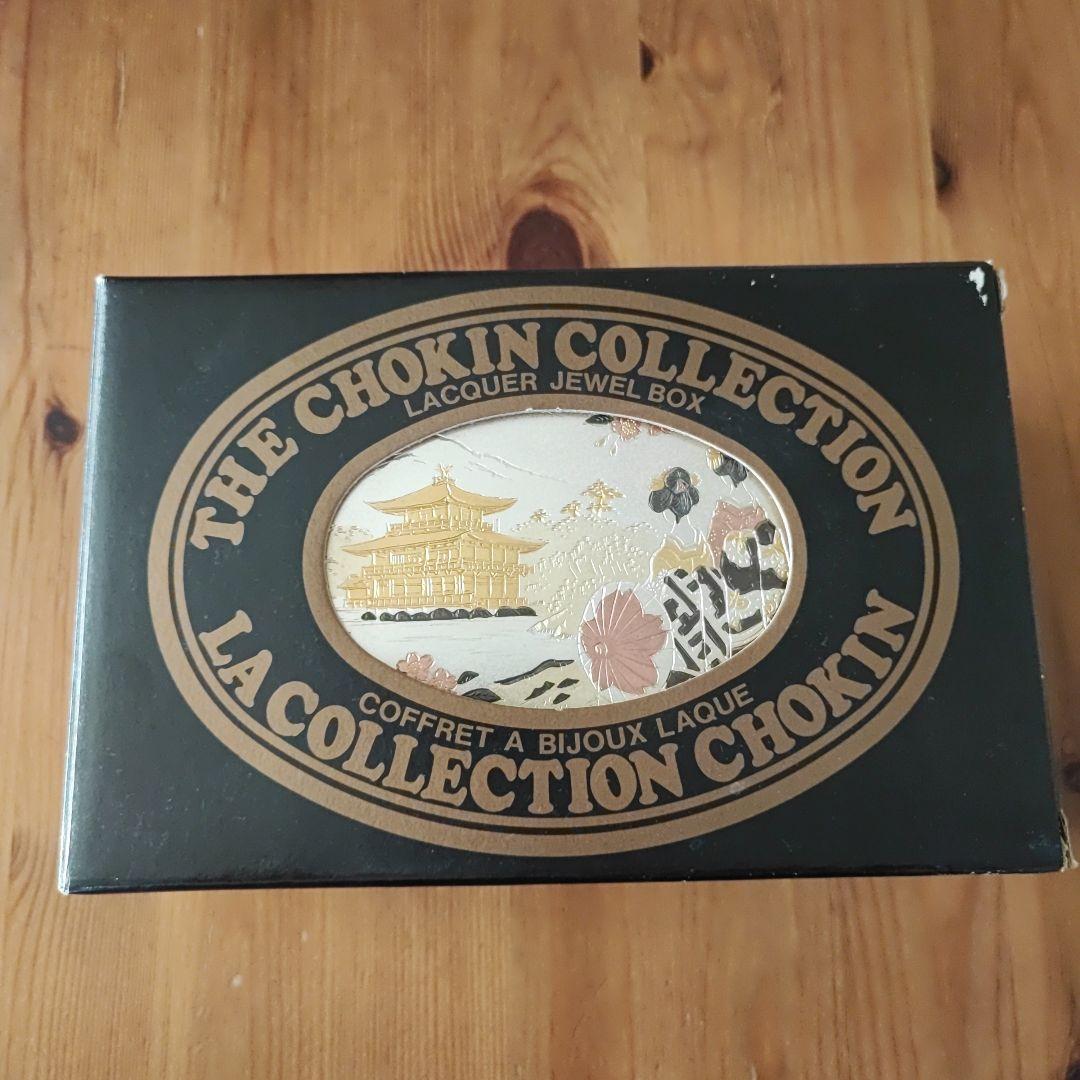 THE CHOKIN COLLECTION
LACQUER JEWEL BOX
COFFRET A BIJOUX LAQUE
LA COLLECTION CHOKIN